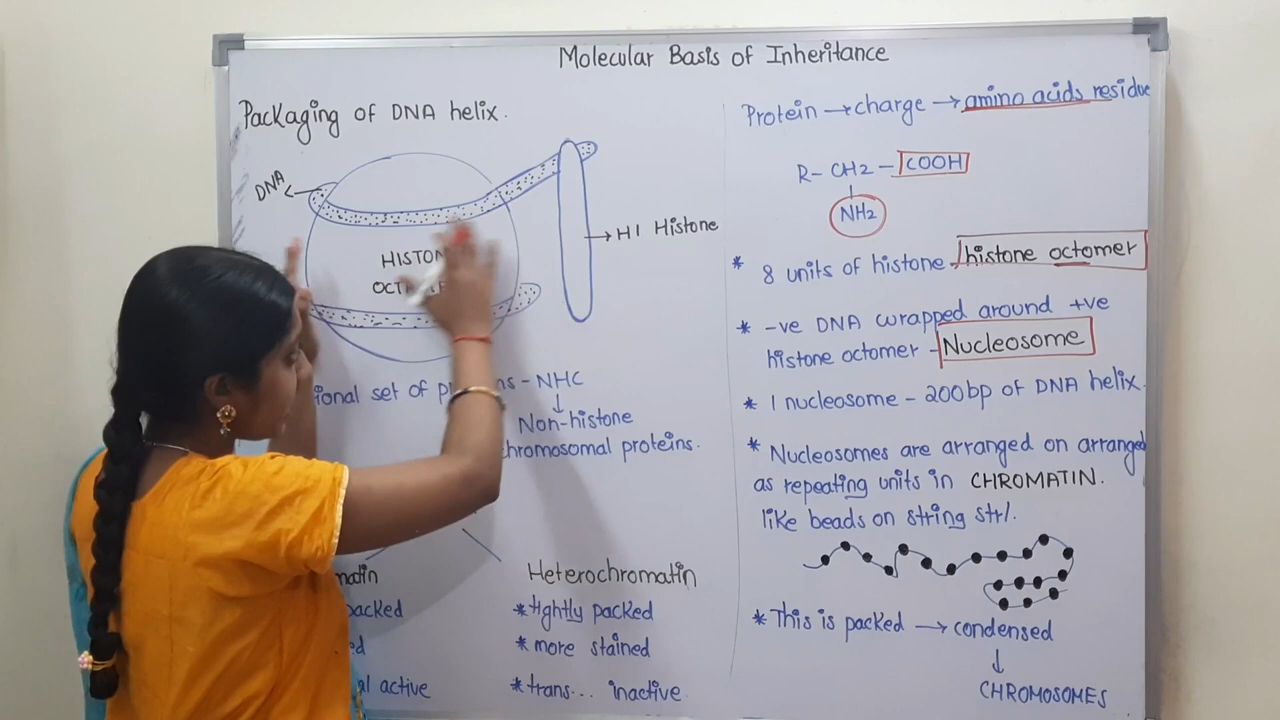 Molecular Basis of Inheritance
Packaging of DNA helix.
DNA
HISTON
H1 Histone
ional set of p ns - NHC
Non-histone
chromosomal proteins.
matin
packed
ed
al active
Heterochromatin
* tightly packed
* more stained
* trans... inactive.
Protein → charge → amino acids residue
R- CH2 - COOH
NH2
* 8 units of histone - histone octomer
* -ve DNA wrapped around +ve
histone octomer - Nucleosome
* 1 nucleosome - 200bp of DNA helix.
* Nucleosomes are arranged on arranged
as repeating units in CHROMATIN.
like beads on string str/.
* This is packed → condensed
CHROMOSOMES